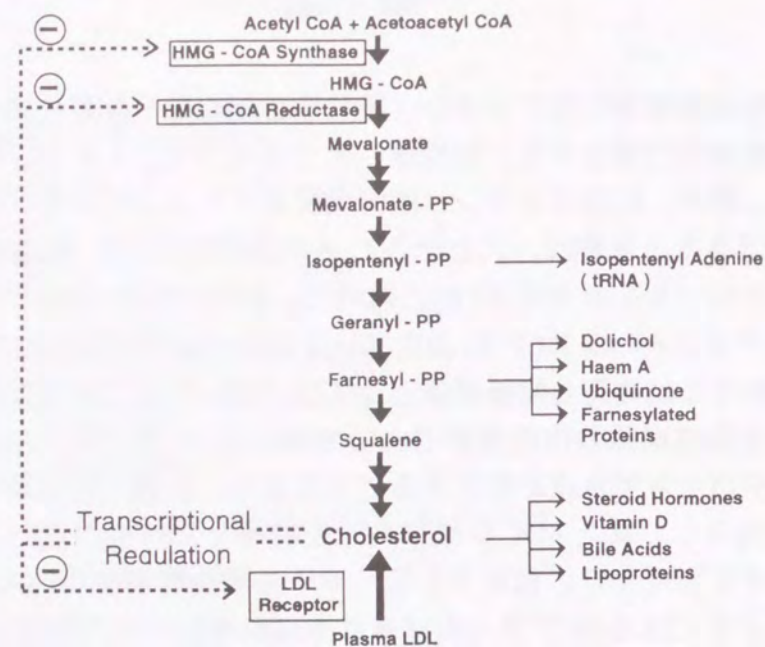 Acetyl CoA + Acetoacetyl CoA
HMG - CoA Synthase
HMG - CoA
HMG - CoA Reductase
Mevalonate
Mevalonate - PP
Isopentenyl - PP
Isopentenyl Adenine
( tRNA )
Geranyl - PP
Dolichol
Haem A
Farnesyl - PP
Ubiquinone
Farnesylated
Proteins
Squalene
Steroid Hormones
Transcriptional
Vitamin D
Cholesterol
Regulation
Bile Acids
Lipoproteins
LDL
Receptor
Plasma LDL